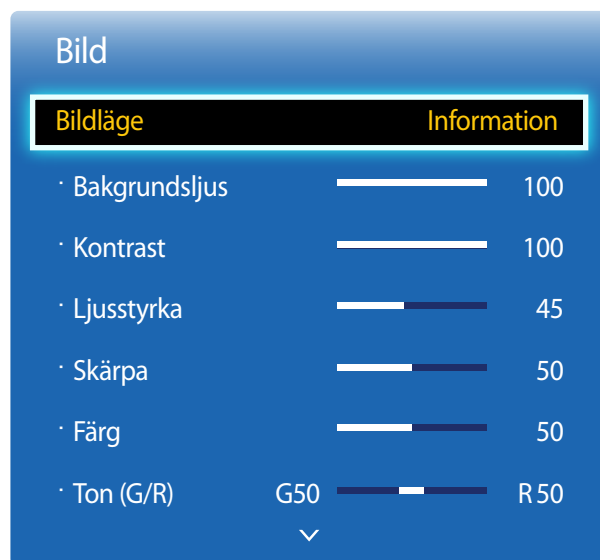 Bild
Bildläge Information
· Bakgrundsljus 100
· Kontrast 100
· Ljusstyrka 45
· Skärpa 50
· Färg 50
· Ton (G/R) G50 R50